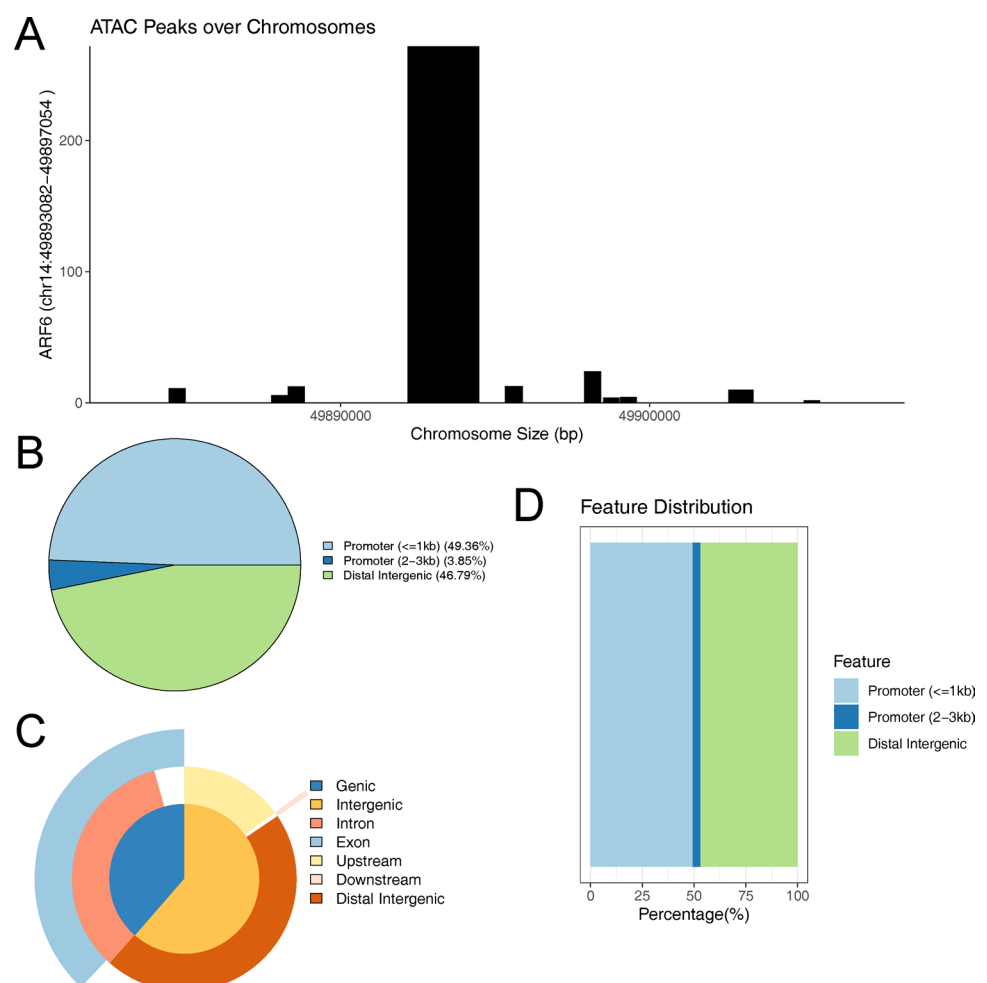 A
ATAC Peaks over Chromosomes
ARF6 (chr14:49893082−49897054 )
200
100
0
49890000
49900000
Chromosome Size (bp)
B
Promoter (<=1kb) (49.36%)
Promoter (2−3kb) (3.85%)
Distal Intergenic (46.79%)
C
Genic
Intergenic
Intron
Exon
Upstream
Downstream
Distal Intergenic
D
Feature Distribution
0
25
50
75
100
Percentage(%)
Feature
Promoter (<=1kb)
Promoter (2−3kb)
Distal Intergenic